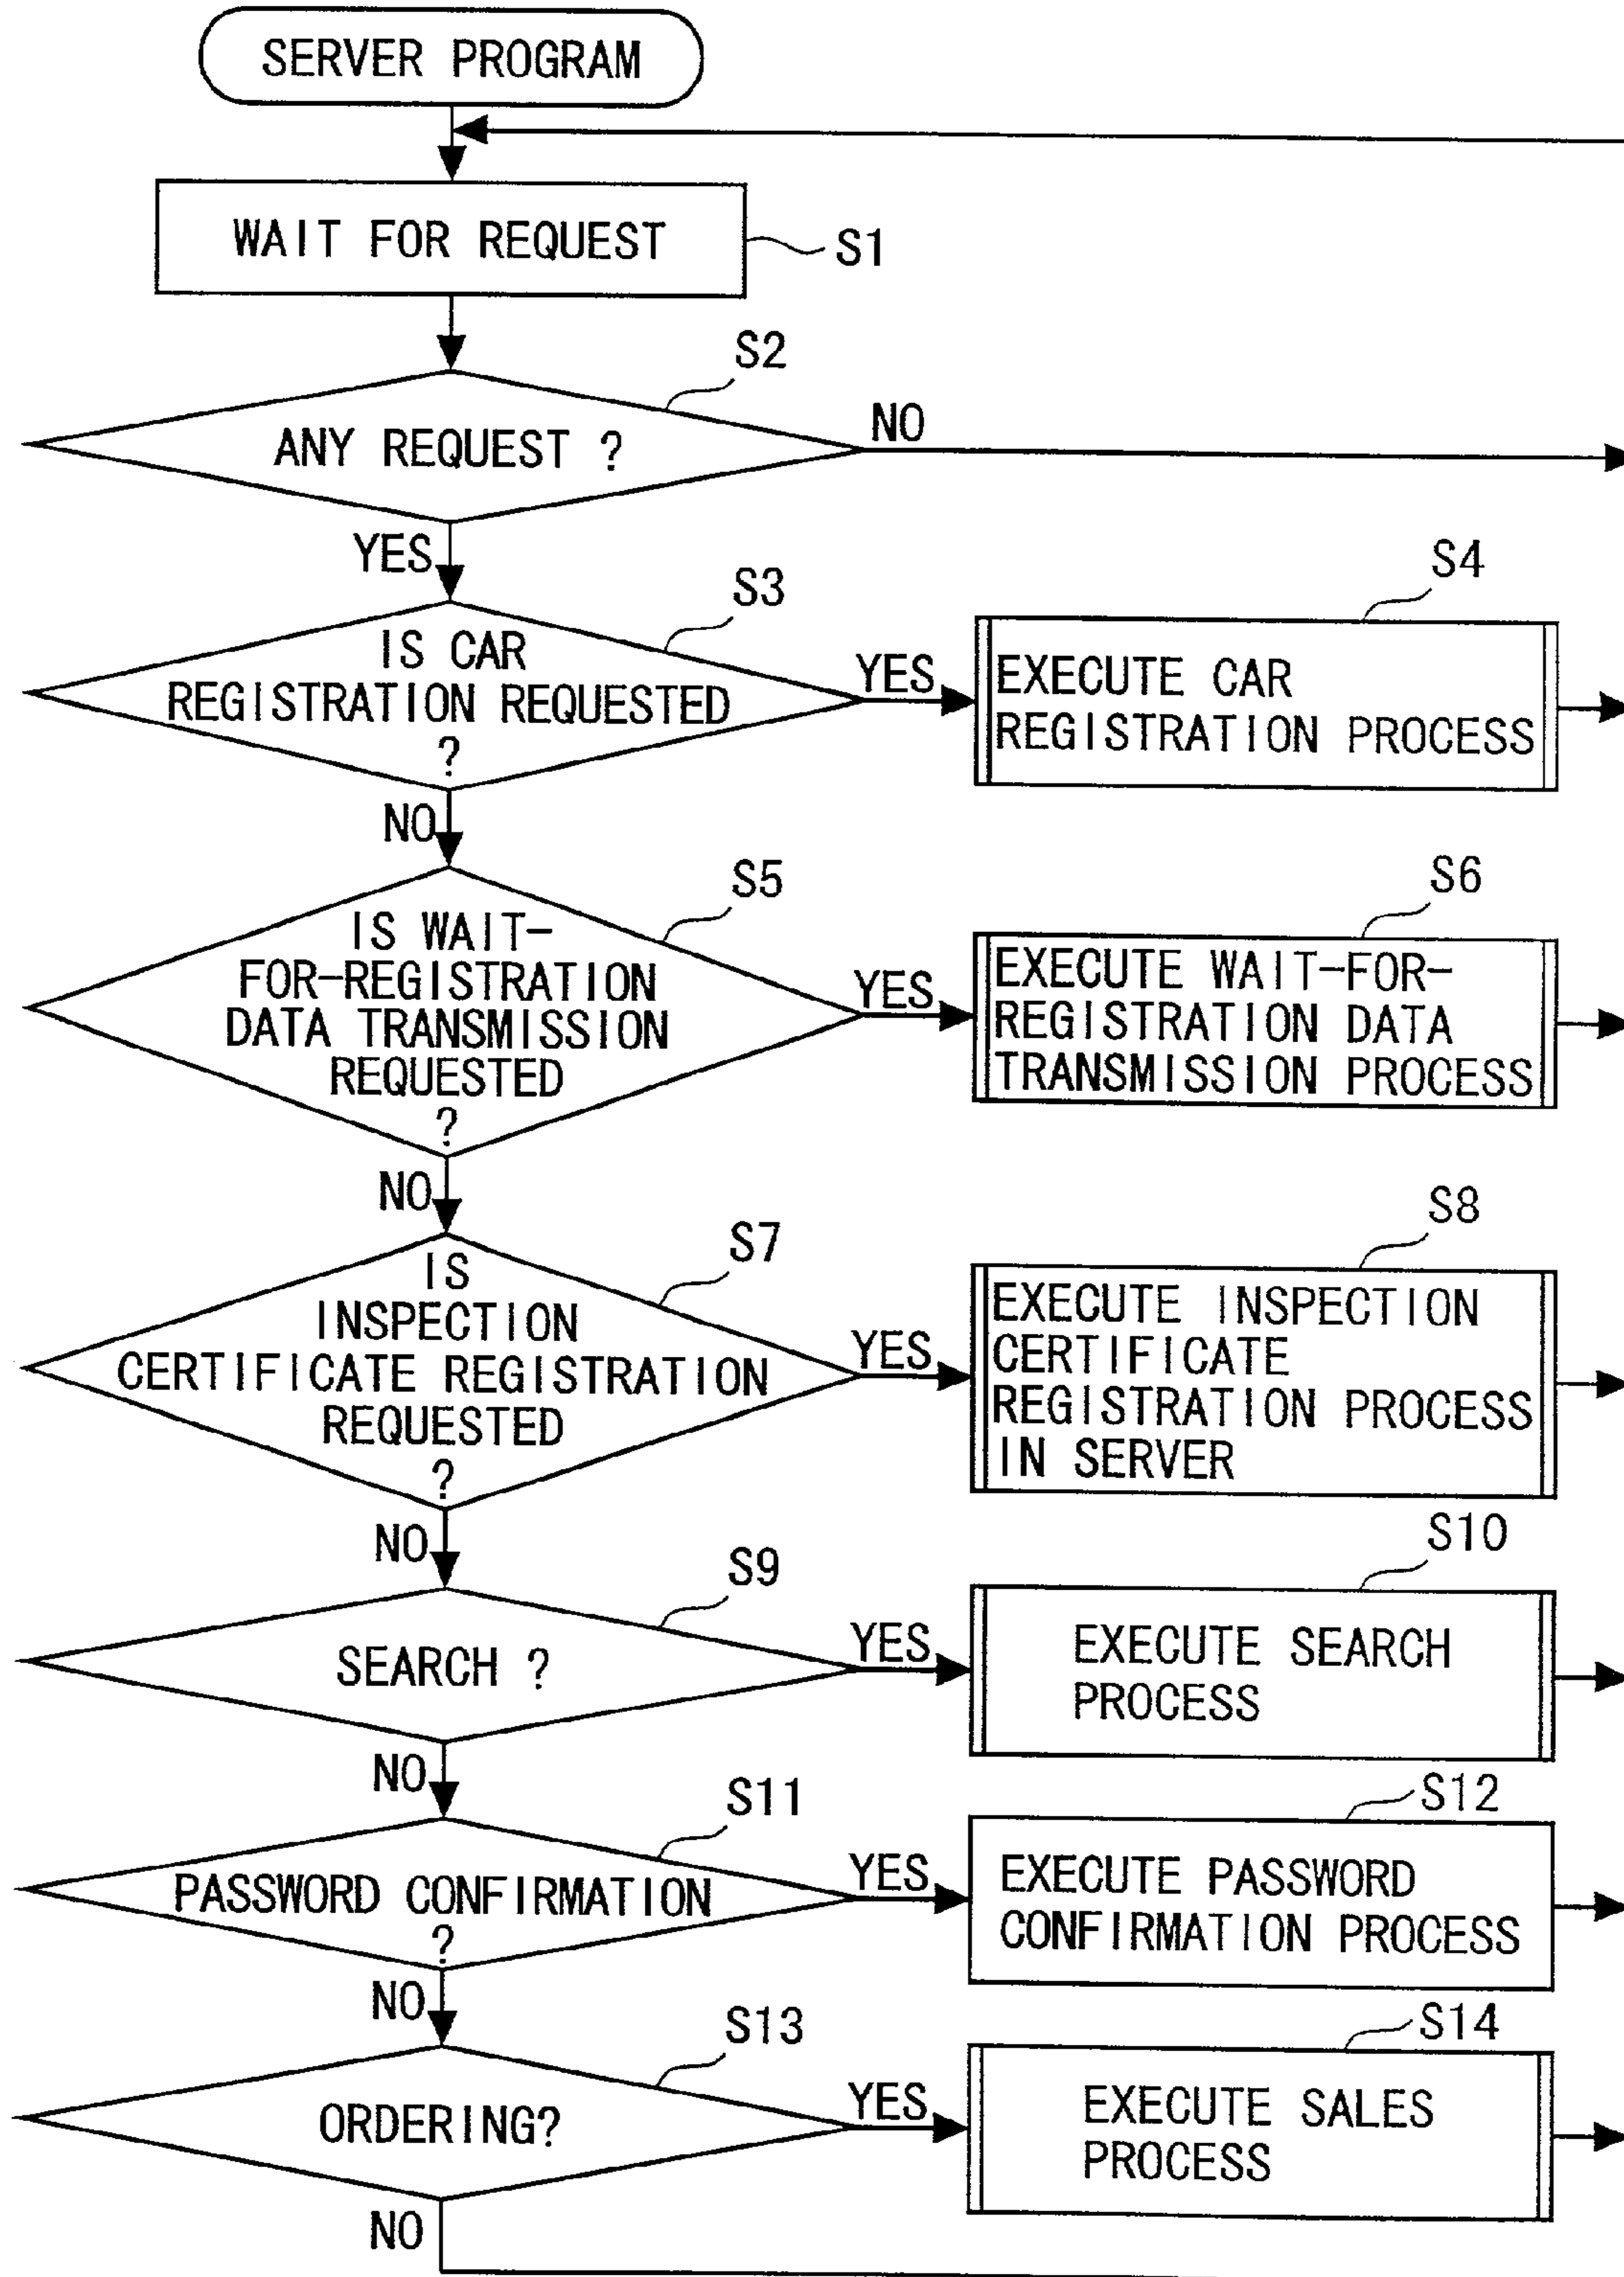 SERVER PROGRAM
WAIT FOR REQUEST
S1
S2
ANY REQUEST ?
NO
YES
S3
IS CAR
REGISTRATION REQUESTED
?
YES
S4
EXECUTE CAR
REGISTRATION PROCESS
NO
S5
IS WAIT-
FOR-REGISTRATION
DATA TRANSMISSION
REQUESTED
?
YES
S6
EXECUTE WAIT-FOR-
REGISTRATION DATA
TRANSMISSION PROCESS
NO
S7
IS
INSPECTION
CERTIFICATE REGISTRATION
REQUESTED
?
YES
S8
EXECUTE INSPECTION
CERTIFICATE
REGISTRATION PROCESS
IN SERVER
NO
S9
SEARCH ?
YES
S10
EXECUTE SEARCH
PROCESS
NO
S11
PASSWORD CONFIRMATION
?
YES
S12
EXECUTE PASSWORD
CONFIRMATION PROCESS
NO
S13
ORDERING?
YES
S14
EXECUTE SALES
PROCESS
NO